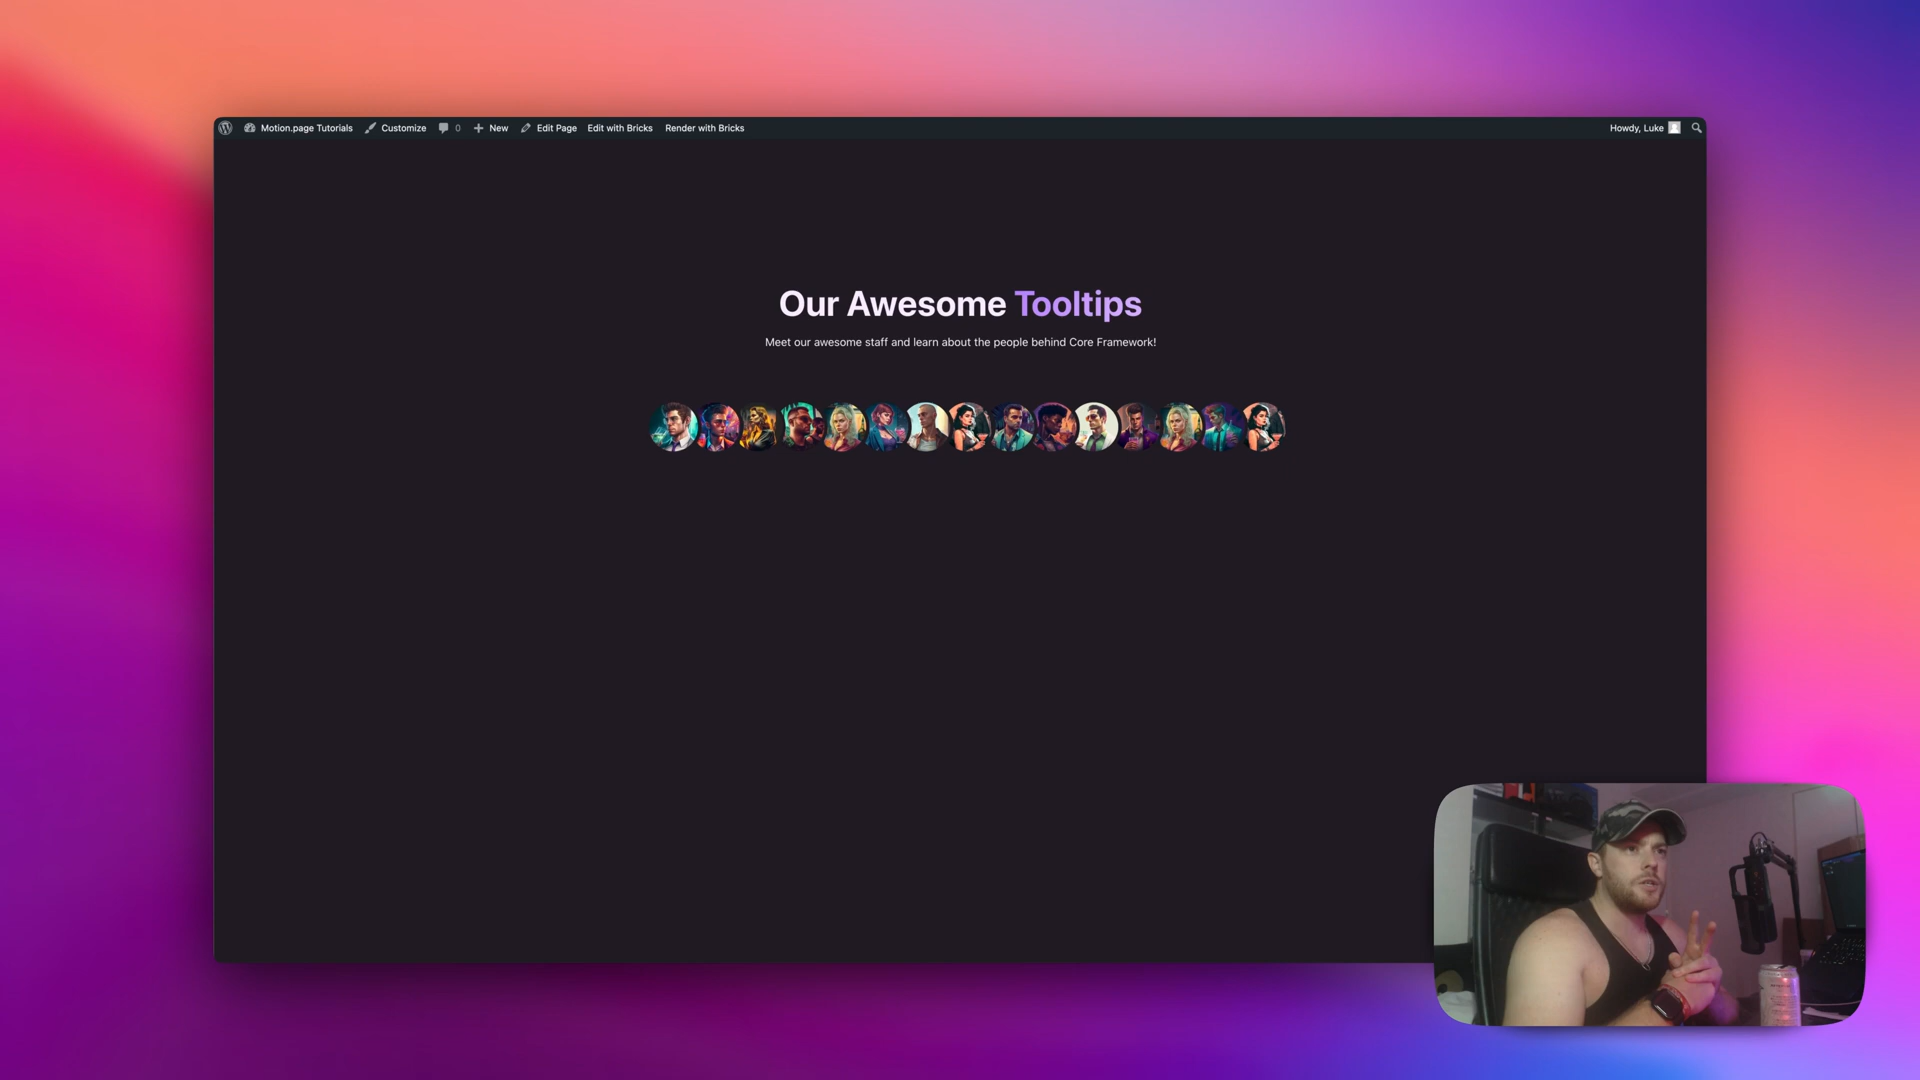 Motion.page Tutorials Customize 0 New Edit Page Edit with Bricks Render with Bricks Howdy, Luke
Our Awesome Tooltips
Meet our awesome staff and learn about the people behind Core Framework!